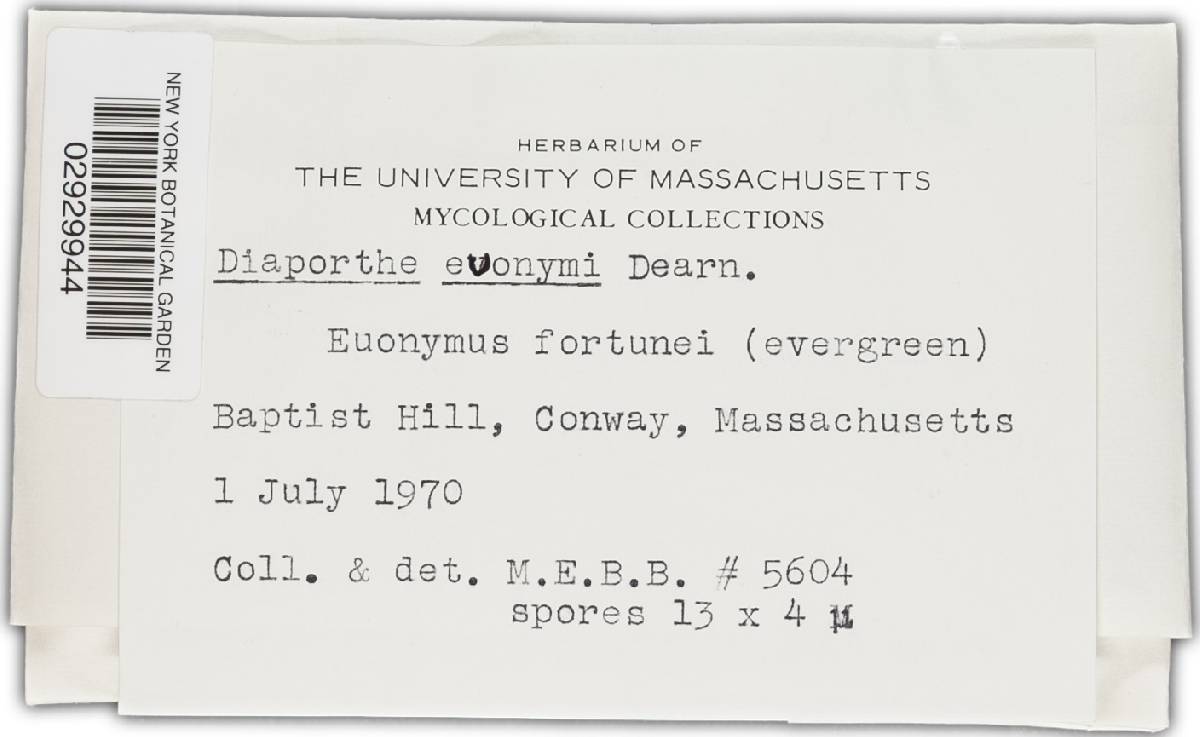 NEW YORK BOTANICAL GARDEN
02929944
HERBARIUM OF
THE UNIVERSITY OF MASSACHUSETTS
MYCOLOGICAL COLLECTIONS
Diaporthe euonymi Dearn.
Euonymus fortunei (evergreen)
Baptist Hill, Conway, Massachusetts
1 July 1970
Coll. & det. M.E.B.B. # 5604
spores 13 x 4 µ